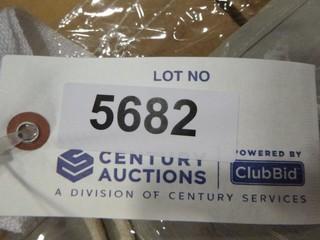 LOT NO
5682
CENTURY AUCTIONS
POWERED BY
ClubBid
A DIVISION OF CENTURY SERVICES